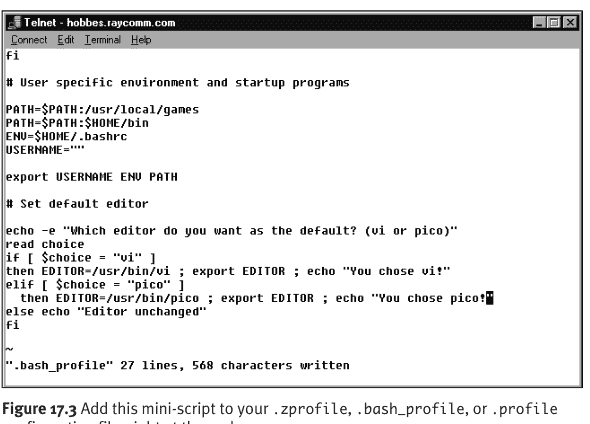 Telnet - hobbes.raycomm.com
Connect Edit Terminal Help
fi
# User specific environment and startup programs
PATH=$PATH:/usr/local/games
PATH=$PATH:$HOME/bin
ENV=$HOME/.bashrc
USERNAME=""
export USERNAME ENV PATH
# Set default editor
echo -e "Which editor do you want as the default? (vi or pico)"
read choice
if [ $choice = "vi" ]
then EDITOR=/usr/bin/vi ; export EDITOR ; echo "You chose vi!"
elif [ $choice = "pico" ]
then EDITOR=/usr/bin/pico ; export EDITOR ; echo "You chose pico!"
else echo "Editor unchanged"
fi
~
".bash_profile" 27 lines, 568 characters written
Figure 17.3 Add this mini-script to your .zprofile, .bash_profile, or .profile